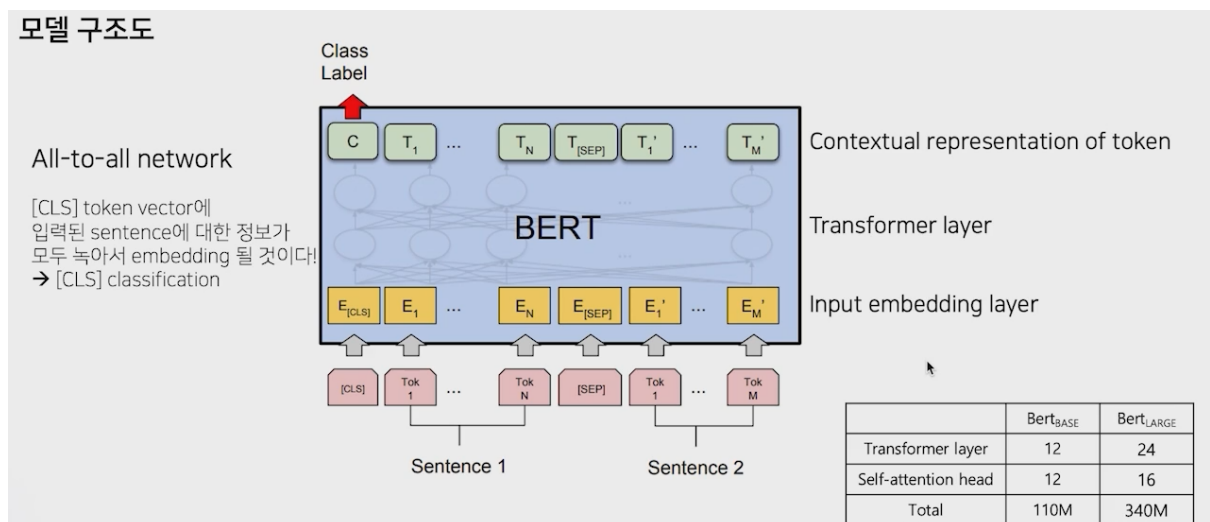 모델 구조도
Class
Label
All-to-all network
[CLS] token vector에
입력된 sentence에 대한 정보가
모두 녹아서 embedding 될 것이다!
→ [CLS] classification
C T1 ... TN T[SEP] T1' ... TM'
Contextual representation of token
...
BERT
Transformer layer
...
E[CLS] E1 ... EN E[SEP] E1' ... EM'
Input embedding layer
[CLS] Tok 1 ... Tok N [SEP] Tok 1 ... Tok M
Sentence 1 Sentence 2
BertBASE BertLARGE
Transformer layer 12 24
Self-attention head 12 16
Total 110M 340M